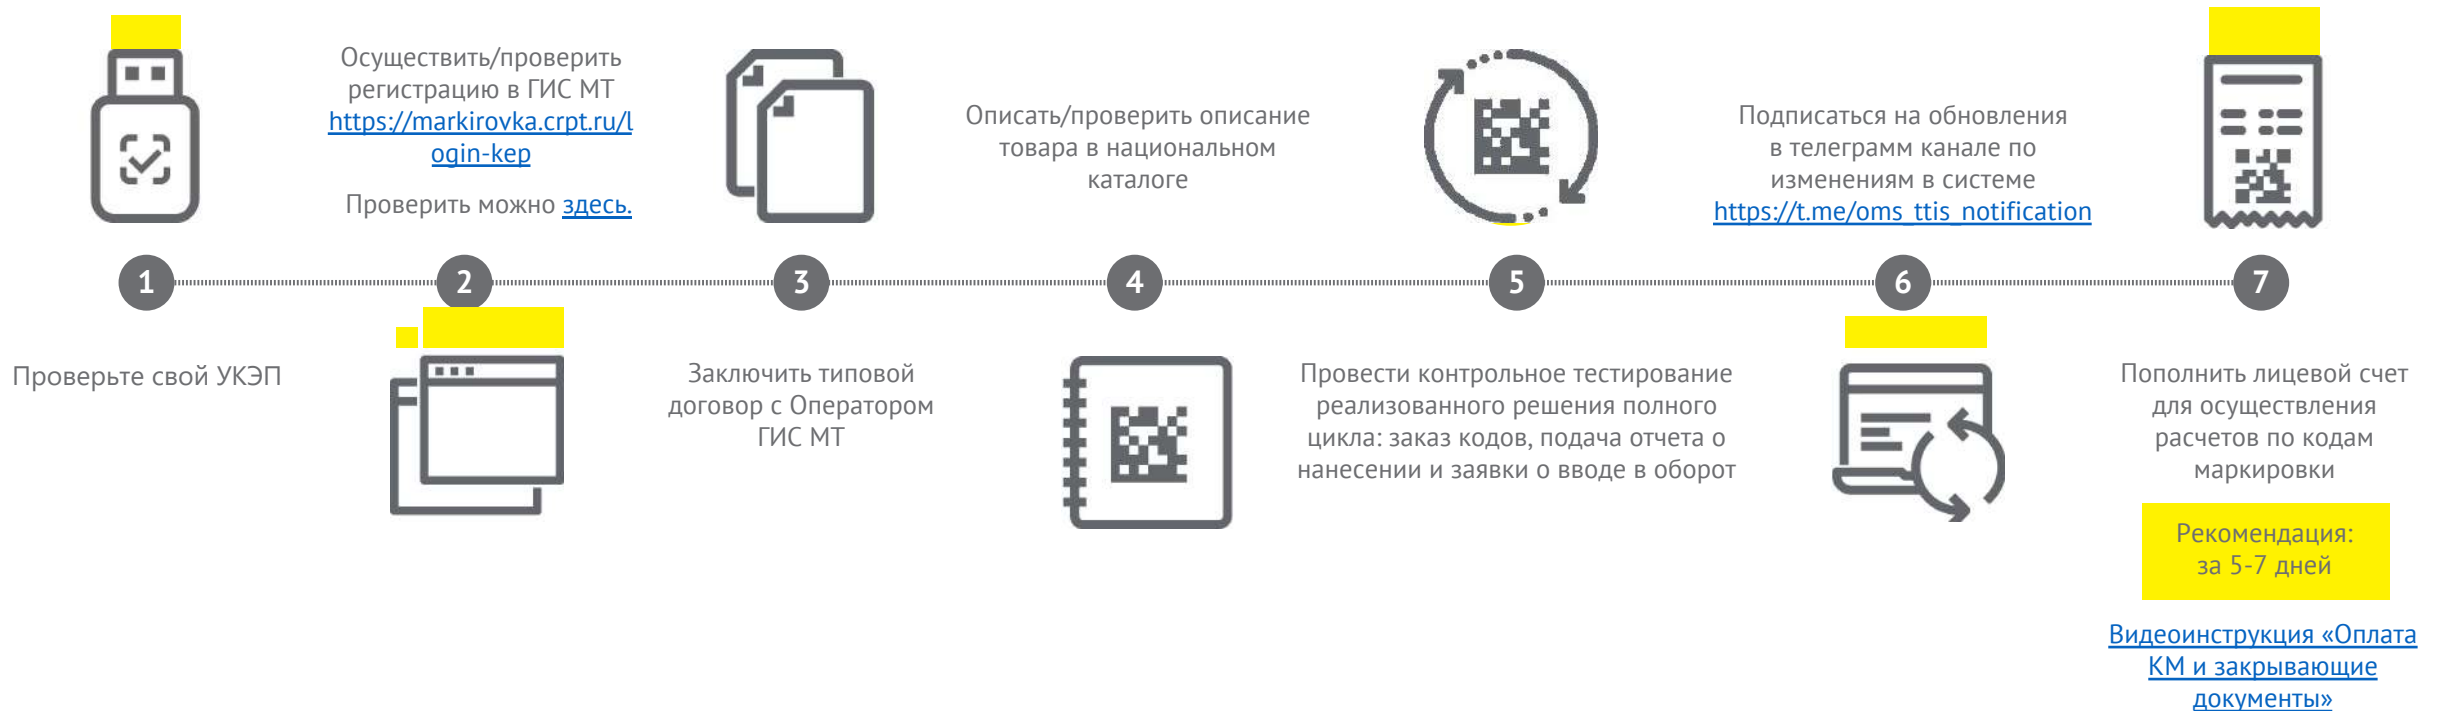 Осуществить/проверить
регистрацию в ГИС МТ
https://markirovka.crpt.ru/l
ogin-kep
Проверить можно здесь.
Описать/проверить описание
товара в национальном
каталоге
Подписаться на обновления
в телеграмм канале по
изменениям в системе
https://t.me/oms_ttis_notification
1
2
3
4
5
6
7
Проверьте свой УКЭП
Заключить типовой
договор с Оператором
ГИС МТ
Провести контрольное тестирование
реализованного решения полного
цикла: заказ кодов, подача отчета о
нанесении и заявки о вводе в оборот
Пополнить лицевой счет
для осуществления
расчетов по кодам
маркировки
Рекомендация:
за 5-7 дней
Видеоинструкция «Оплата
КМ и закрывающие
документы»